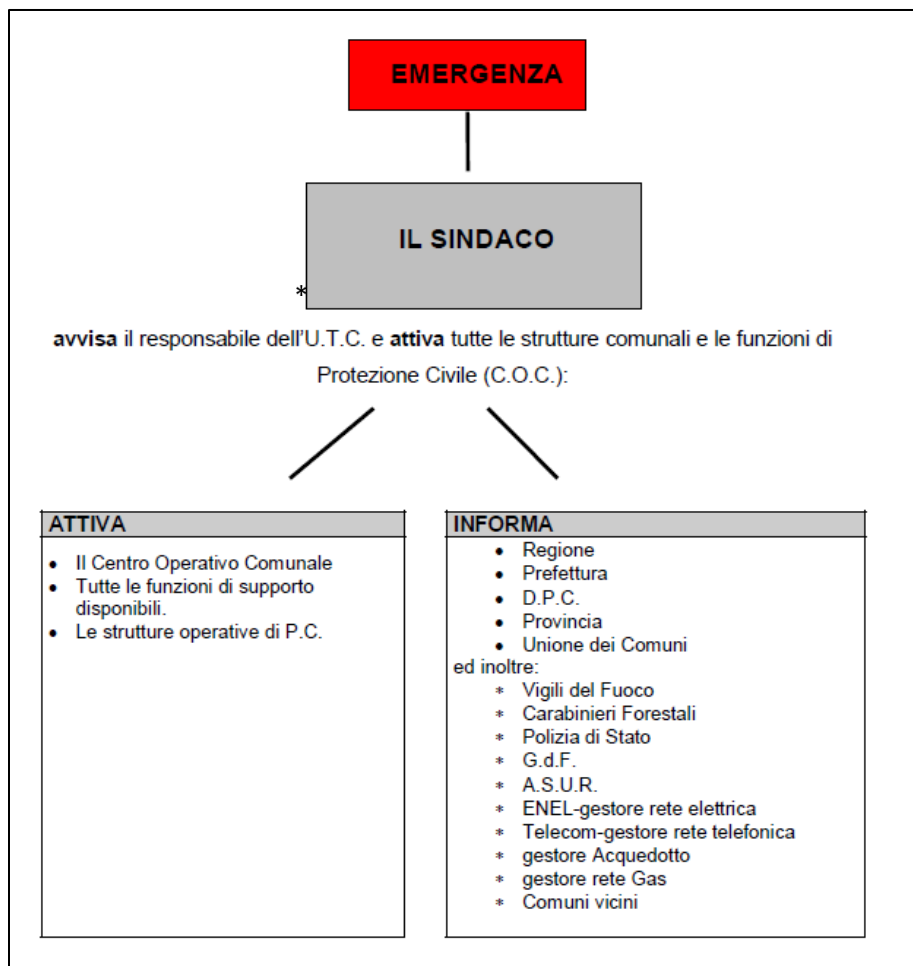 EMERGENZA
IL SINDACO
*
avvisa il responsabile dell'U.T.C. e attiva tutte le strutture comunali e le funzioni di
Protezione Civile (C.O.C.):
ATTIVA
• Il Centro Operativo Comunale
• Tutte le funzioni di supporto
disponibili.
• Le strutture operative di P.C.
INFORMA
• Regione
• Prefettura
• D.P.C.
• Provincia
• Unione dei Comuni
ed inoltre:
* Vigili del Fuoco
* Carabinieri Forestali
* Polizia di Stato
* G.d.F.
* A.S.U.R.
* ENEL-gestore rete elettrica
* Telecom-gestore rete telefonica
* gestore Acquedotto
* gestore rete Gas
* Comuni vicini